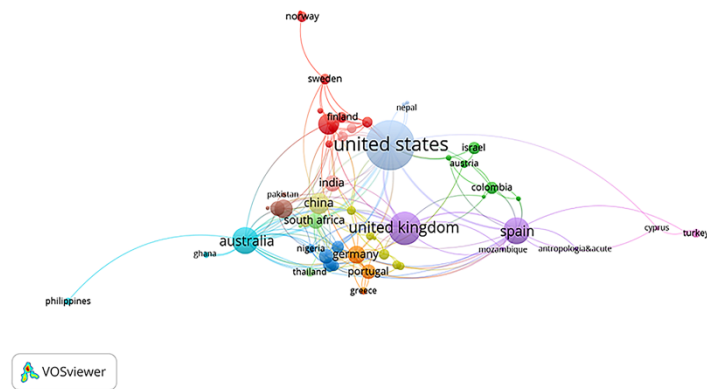 norway
sweden
nepal
finland
united states
israel
austria
india
pakistan
colombia
china
south africa
united kingdom
spain
australia
cyprus
turkey
nigeria
mozambique
antropologia&acute
ghana
germany
thailand
portugal
greece
philippines
VOSviewer